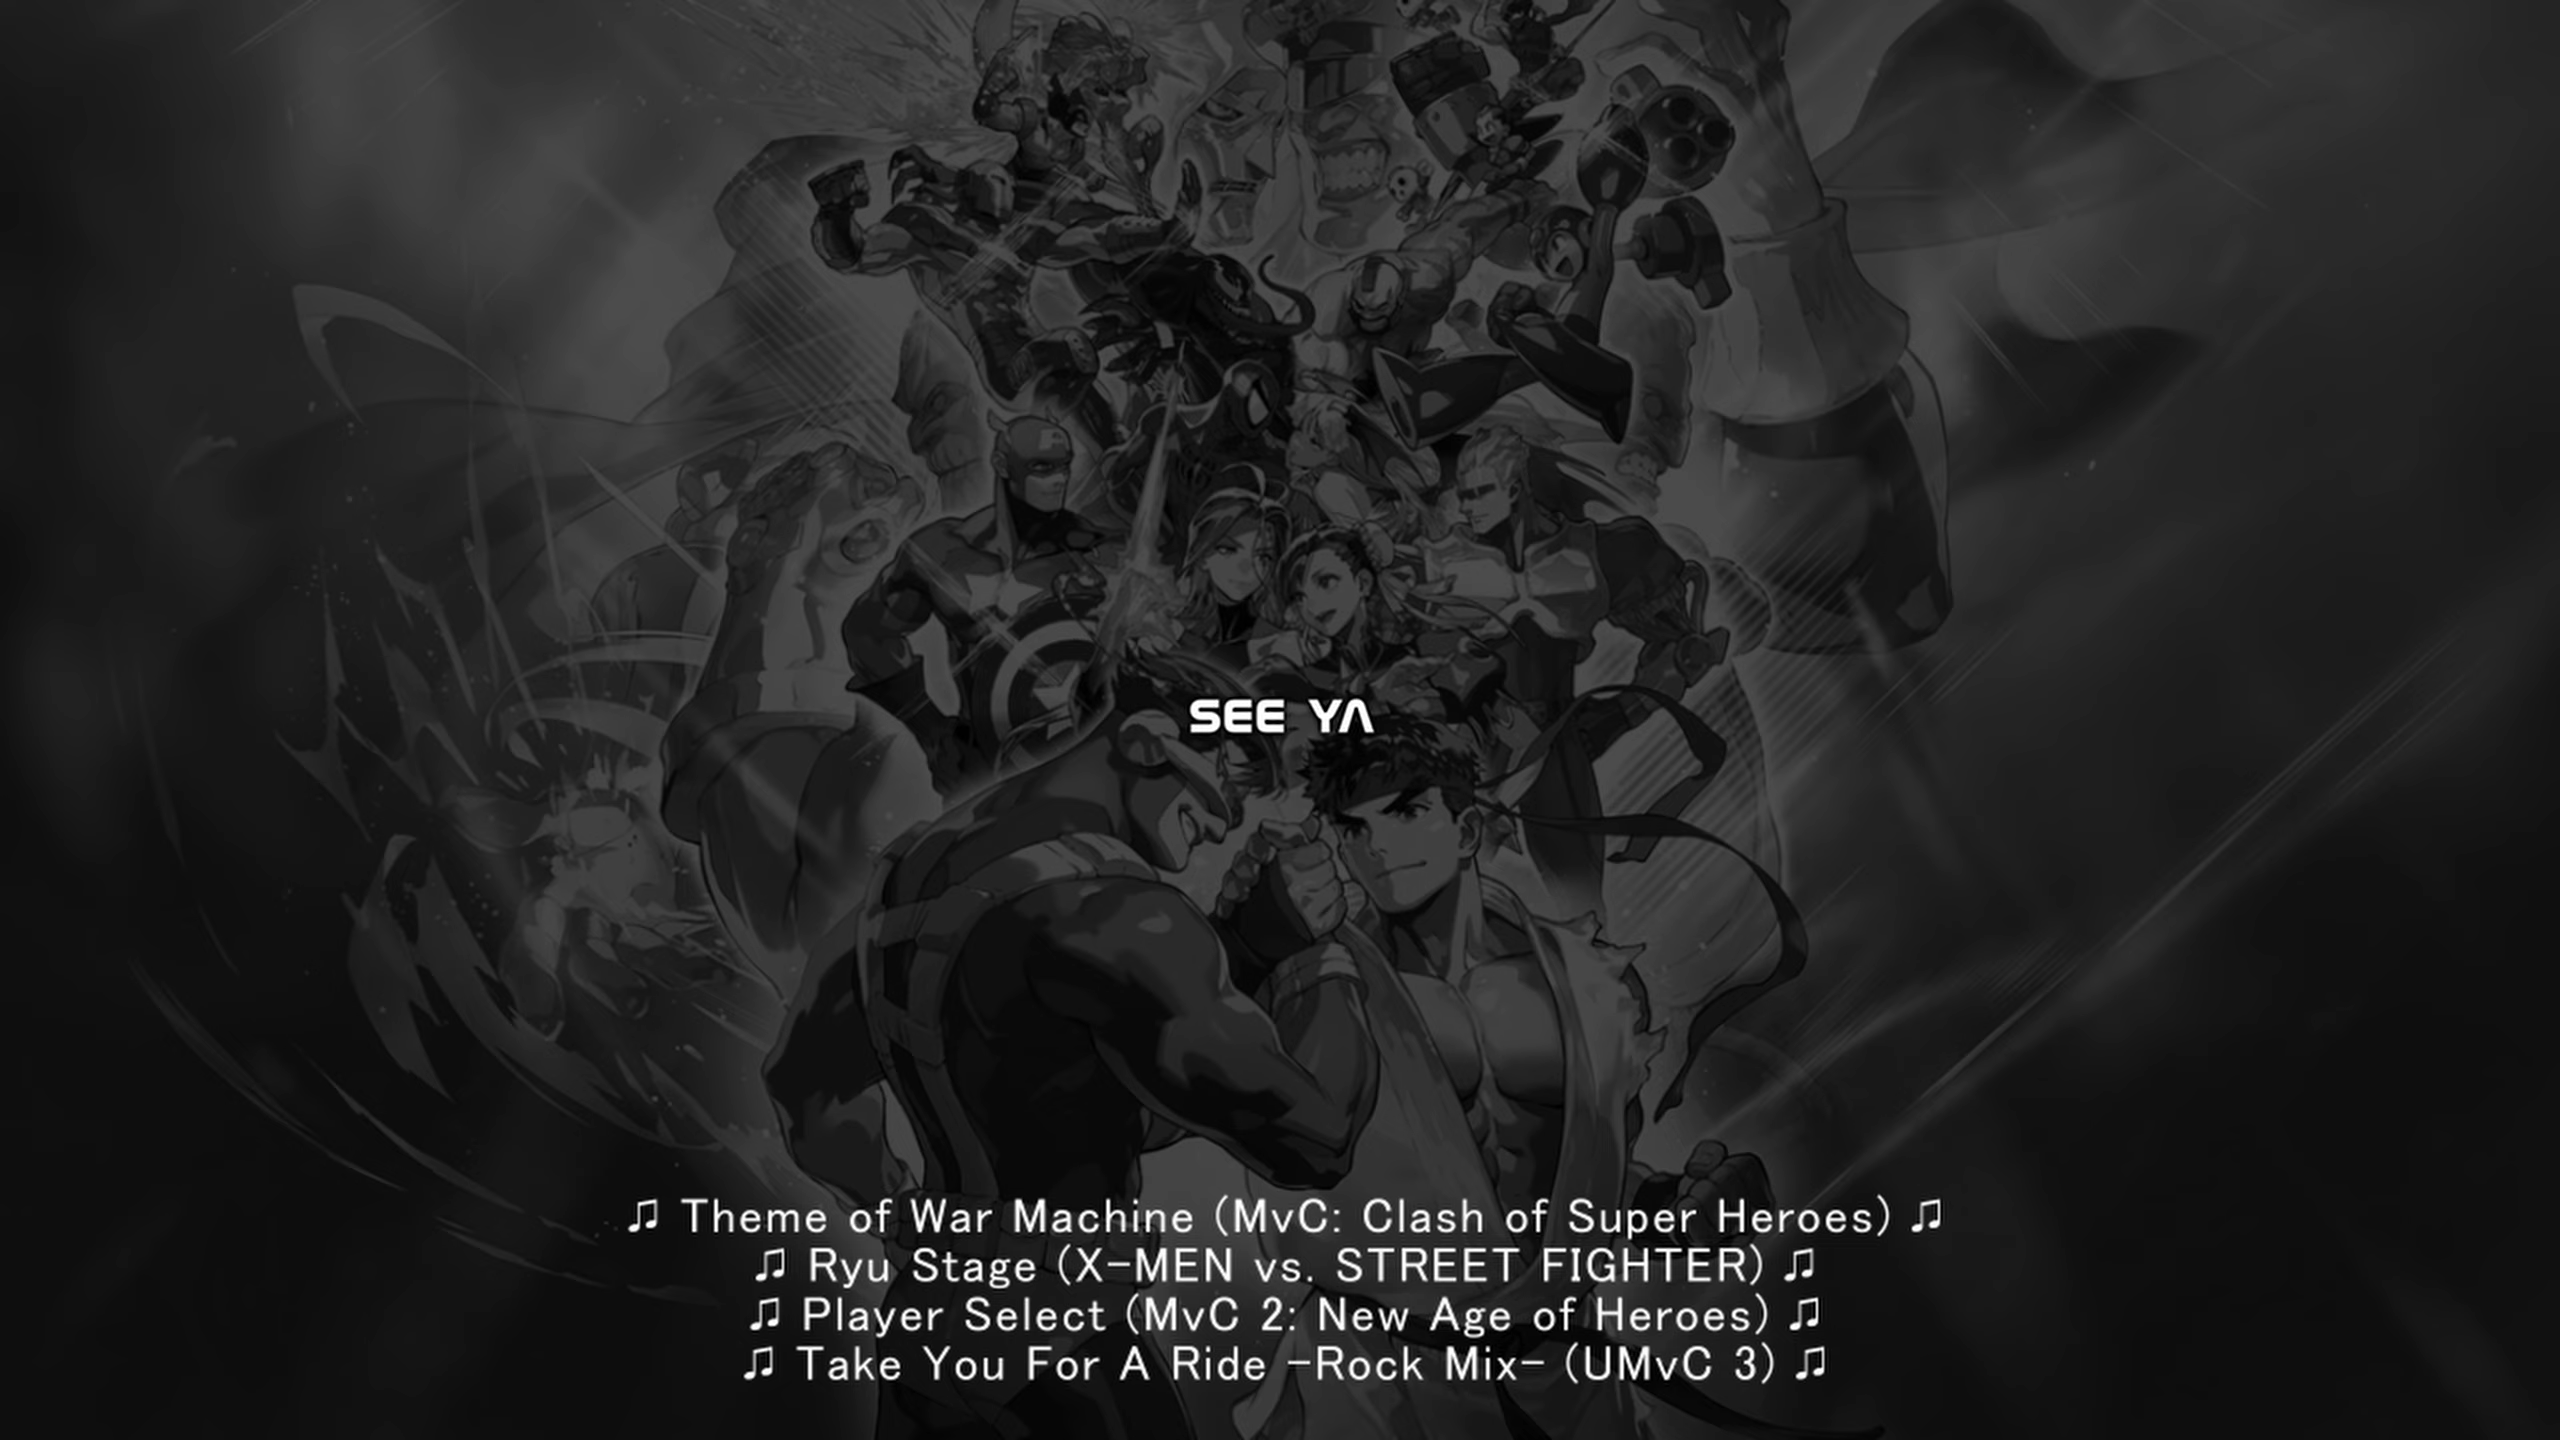 SEE YA
♫ Theme of War Machine (MvC: Clash of Super Heroes) ♫
♫ Ryu Stage (X-MEN vs. STREET FIGHTER) ♫
♫ Player Select (MvC 2: New Age of Heroes) ♫
♫ Take You For A Ride -Rock Mix- (UMvC 3) ♫